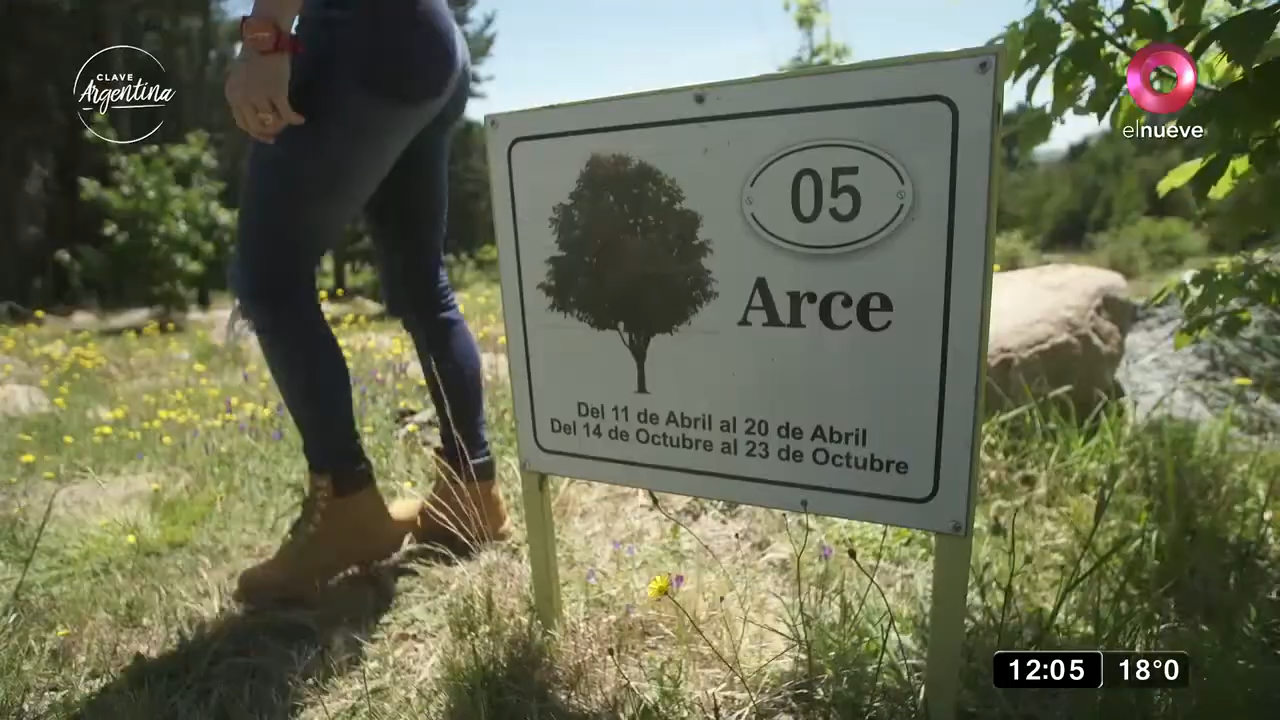 CLAVE
Argentina
elnueve
05
Arce
Del 11 de Abril al 20 de Abril
Del 14 de Octubre al 23 de Octubre
12:05 18°0